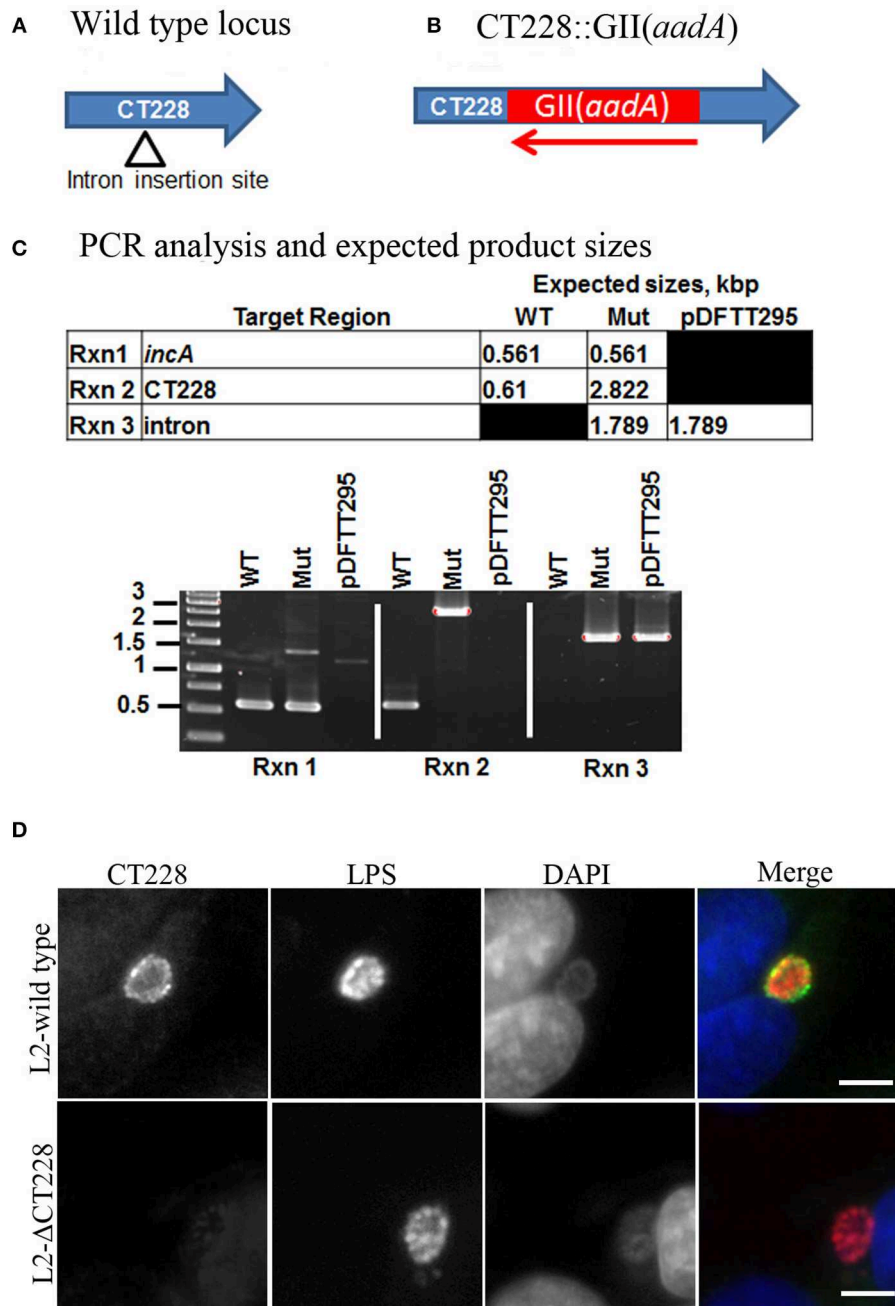 A Wild type locus
CT228
Intron insertion site
B CT228::GII(aadA)
CT228 GII(aadA)
C PCR analysis and expected product sizes
Expected sizes, kbp
Target Region WT Mut pDFTT295
Rxn1 incA 0.561 0.561
Rxn 2 CT228 0.61 2.822
Rxn 3 intron 1.789 1.789
WT Mut pDFTT295 WT Mut pDFTT295 WT Mut pDFTT295
3
2
1.5
1
0.5
Rxn 1 Rxn 2 Rxn 3
D
CT228 LPS DAPI Merge
L2-wild type
L2-ΔCT228